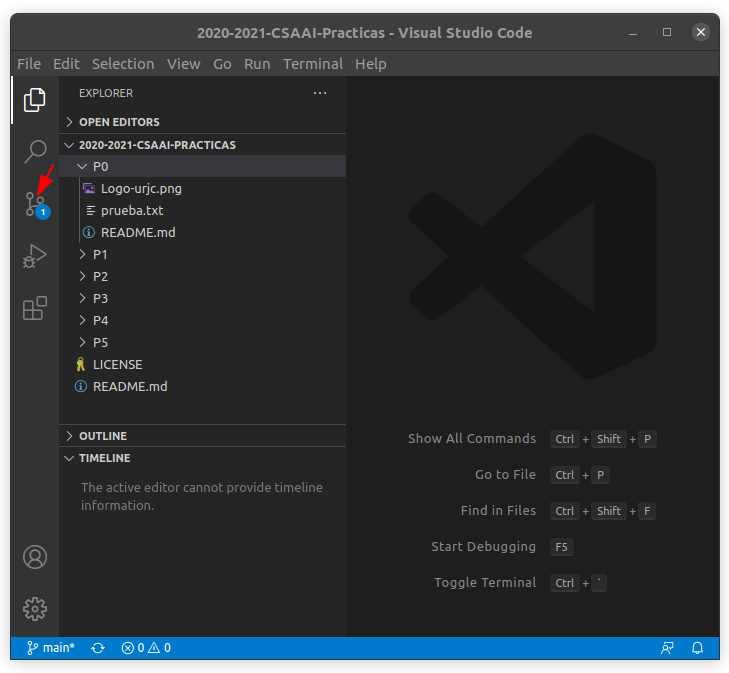 2020-2021-CSAAI-Practicas - Visual Studio Code
File Edit Selection View Go Run Terminal Help
EXPLORER ...
OPEN EDITORS
2020-2021-CSAAI-PRACTICAS
P0
Logo-urjc.png
prueba.txt
README.md
P1
P2
P3
P4
P5
LICENSE
README.md
OUTLINE
TIMELINE
The active editor cannot provide timeline
information.
1
Show All Commands Ctrl + Shift + P
Go to File Ctrl + P
Find in Files Ctrl + Shift + F
Start Debugging F5
Toggle Terminal Ctrl + `
main* 0 0